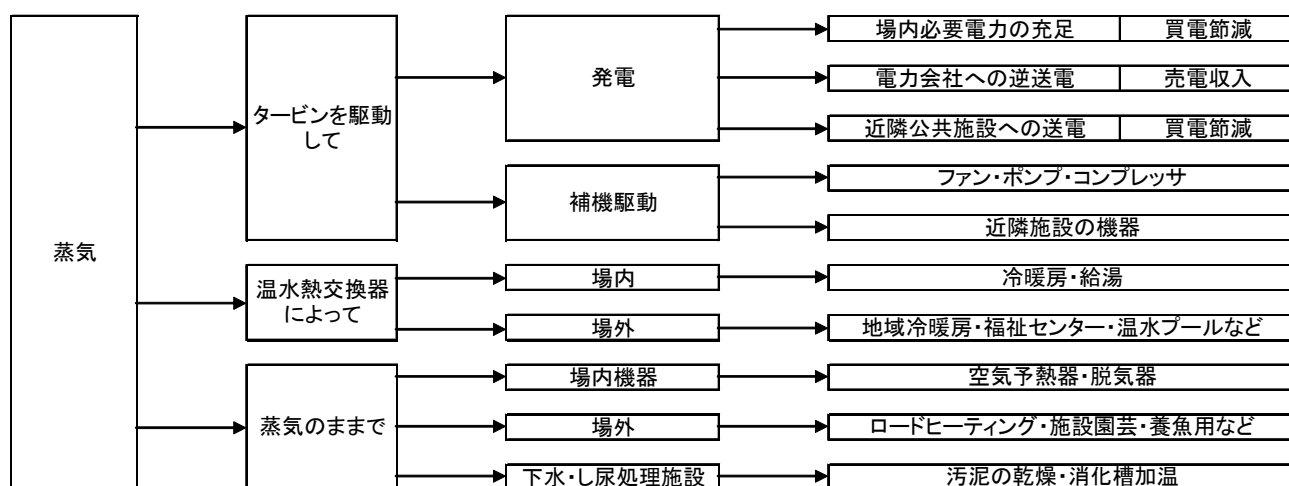 蒸気
タービンを駆動
して
発電
場内必要電力の充足 買電節減
電力会社への逆送電 売電収入
近隣公共施設への送電 買電節減
補機駆動
ファン・ポンプ・コンプレッサ
近隣施設の機器
温水熱交換器
によって
場内
冷暖房・給湯
場外
地域冷暖房・福祉センター・温水プールなど
蒸気のままで
場内機器
空気予熱器・脱気器
場外
ロードヒーティング・施設園芸・養魚用など
下水・し尿処理施設
汚泥の乾燥・消化槽加温